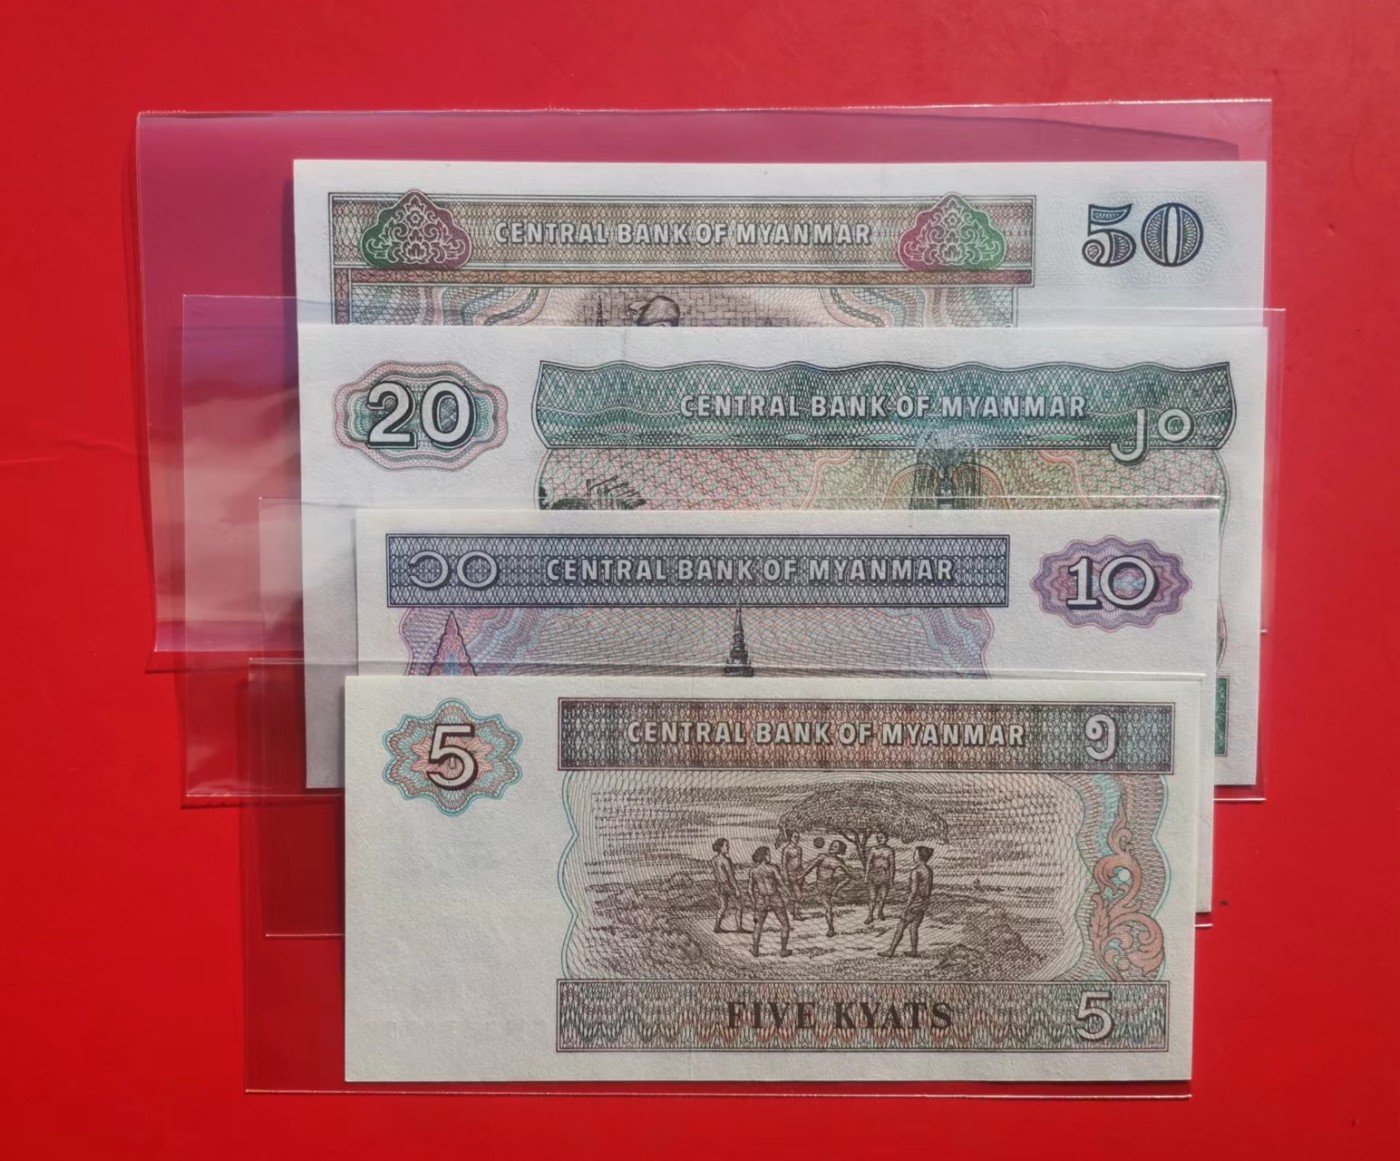 CENTRAL BANK OF MYANMAR 50
20 CENTRAL BANK OF MYANMAR ၂၀
၁၀ CENTRAL BANK OF MYANMAR 10
5 CENTRAL BANK OF MYANMAR ၅
FIVE KYATS 5